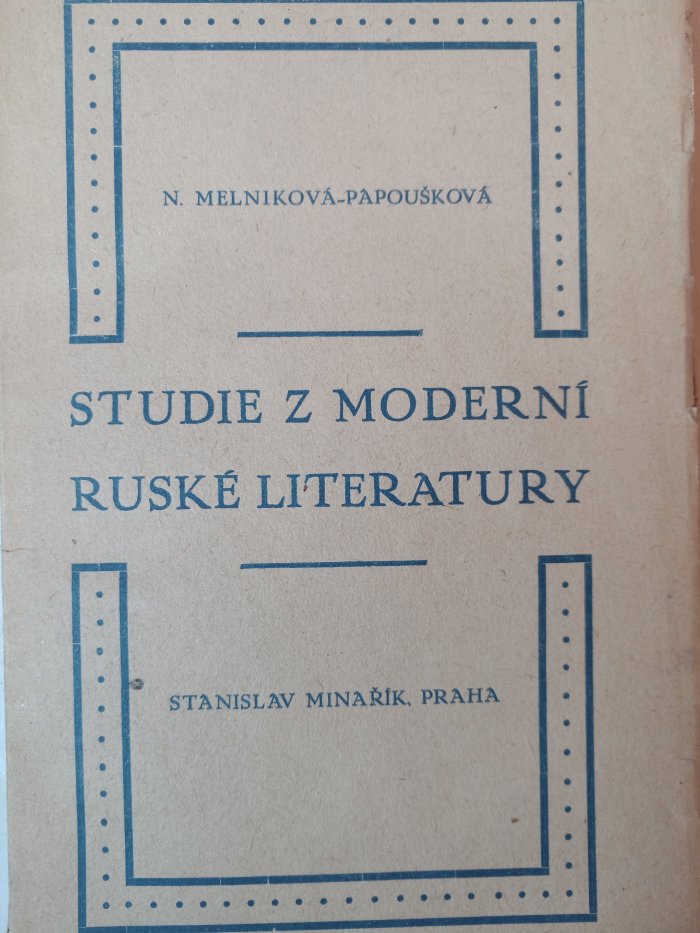 N. MELNIKOVÁ-PAPOUŠKOVÁ
STUDIE Z MODERNÍ
RUSKÉ LITERATURY
STANISLAV MINAŘÍK, PRAHA